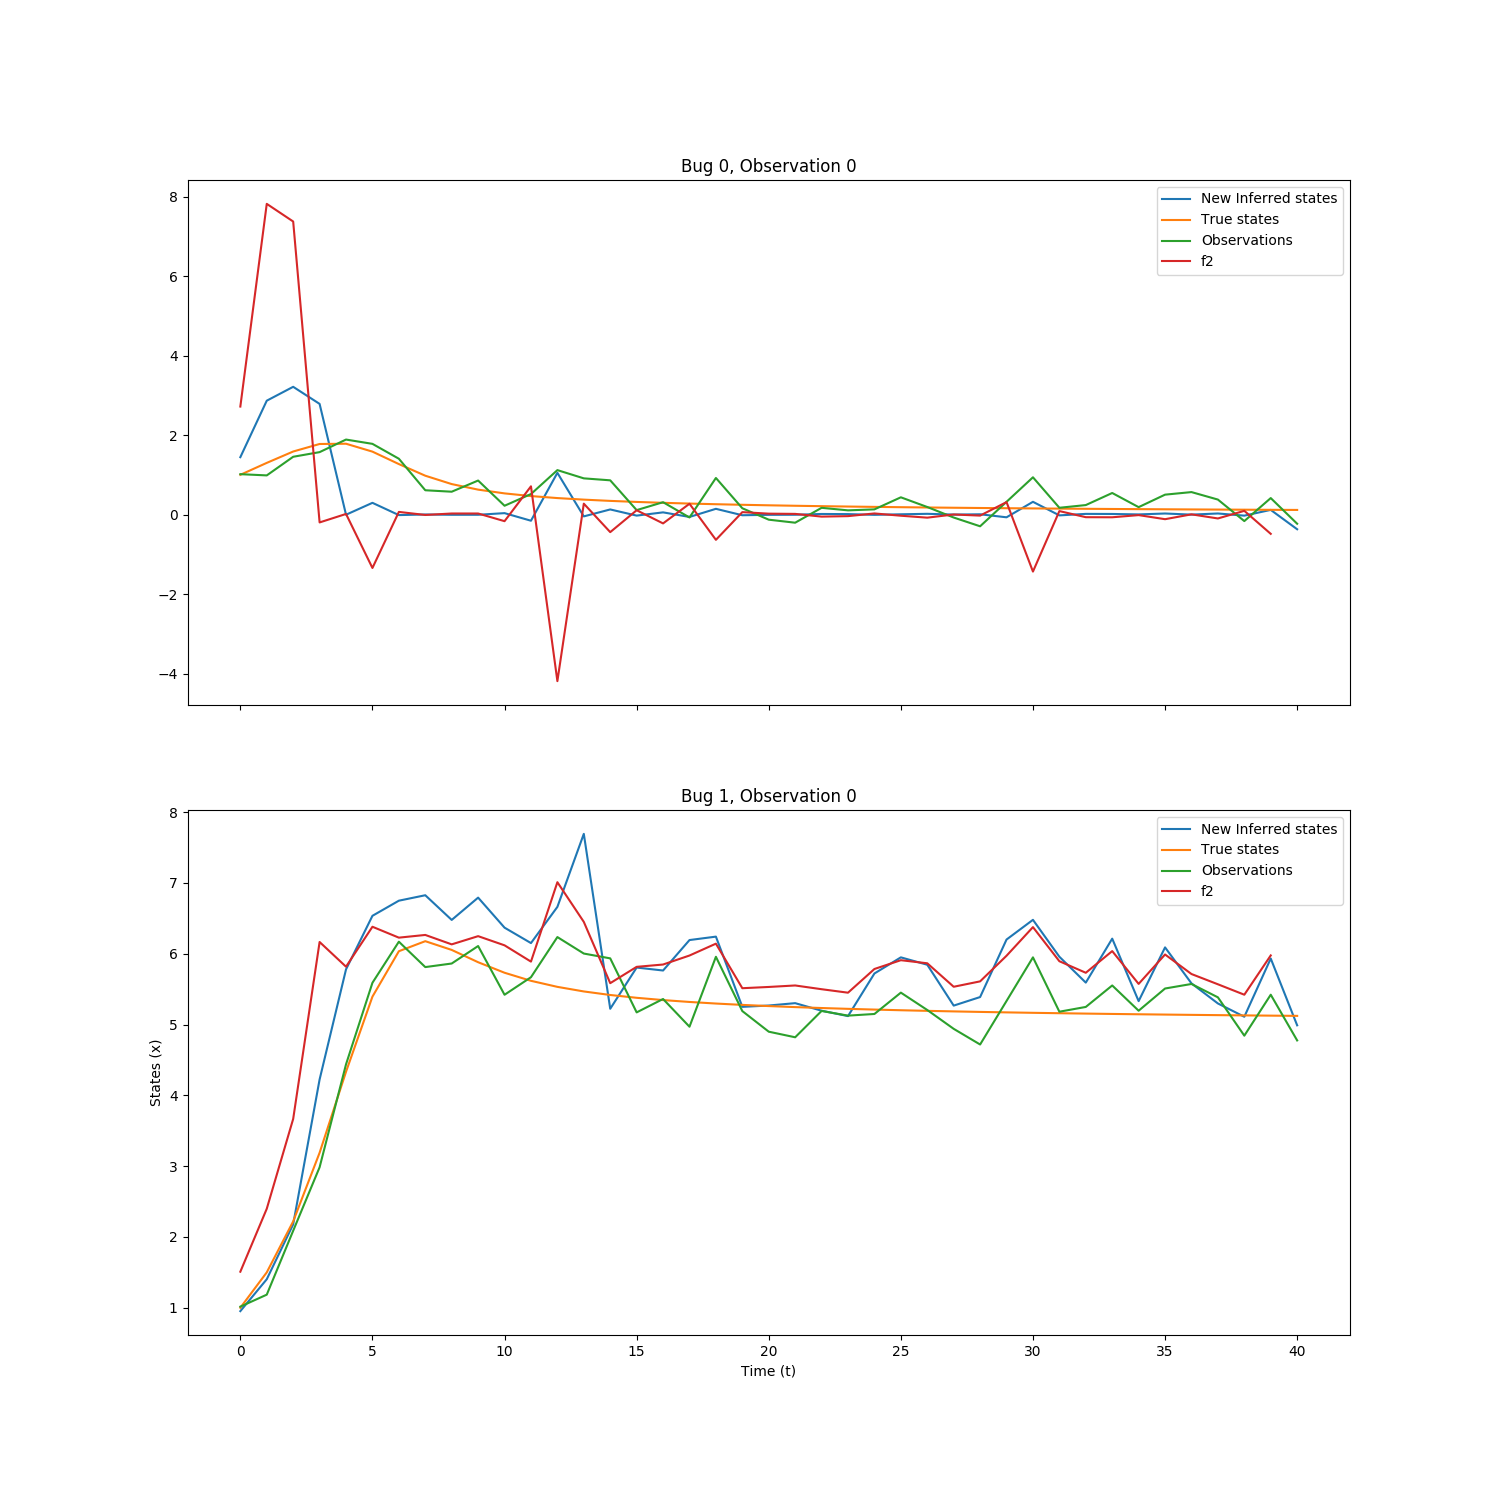 Bug 0, Observation 0
8
6
4
2
0
−2
−4
New Inferred states
True states
Observations
f2
Bug 1, Observation 0
8
7
6
5
4
3
2
1
States (x)
New Inferred states
True states
Observations
f2
0 5 10 15 20 25 30 35 40
Time (t)